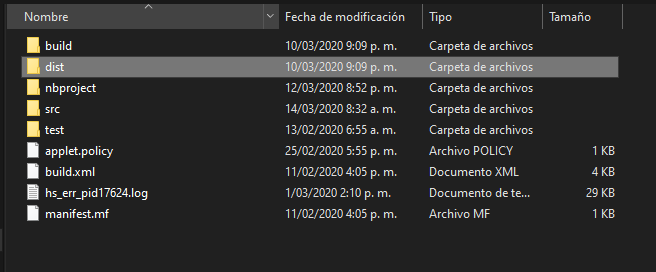 Nombre Fecha de modificación Tipo Tamaño
build 10/03/2020 9:09 p. m. Carpeta de archivos
dist 10/03/2020 9:09 p. m. Carpeta de archivos
nbproject 12/03/2020 8:52 p. m. Carpeta de archivos
src 14/03/2020 8:32 a. m. Carpeta de archivos
test 13/02/2020 6:55 a. m. Carpeta de archivos
applet.policy 25/02/2020 5:55 p. m. Archivo POLICY 1 KB
build.xml 11/02/2020 4:05 p. m. Documento XML 4 KB
hs_err_pid17624.log 1/03/2020 2:10 p. m. Documento de te... 29 KB
manifest.mf 11/02/2020 4:05 p. m. Archivo MF 1 KB